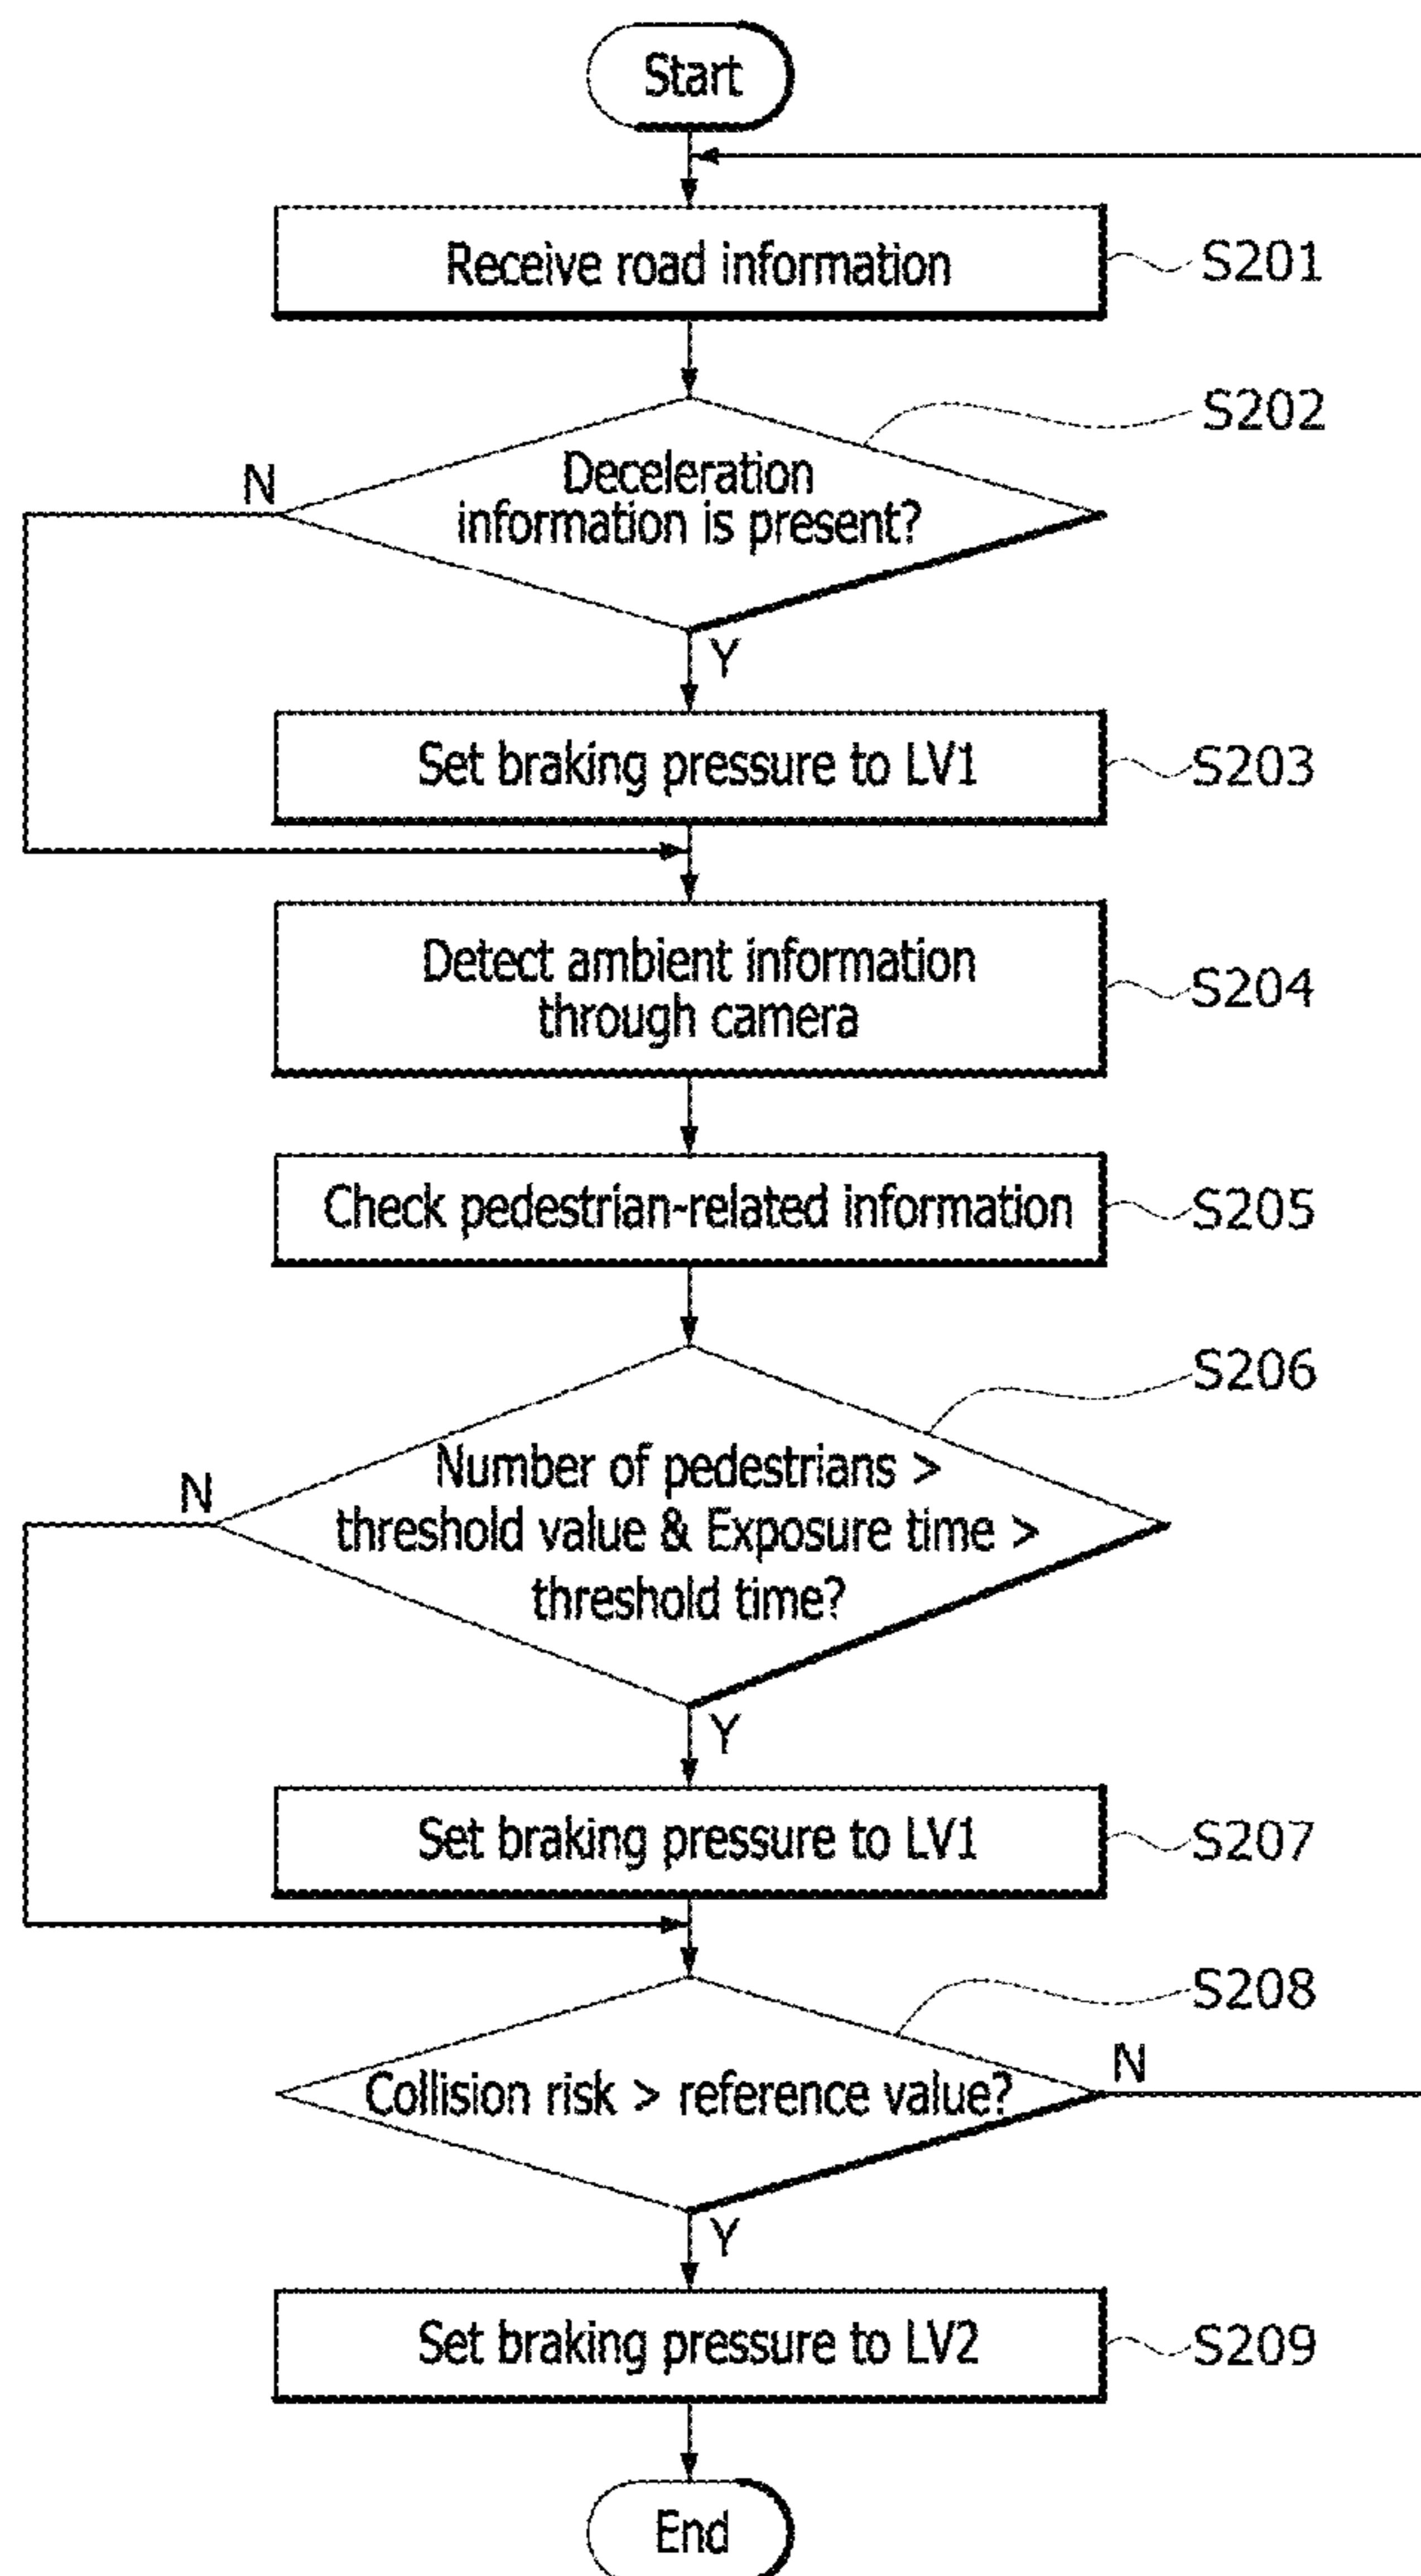 Start
Receive road information
S201
S202
Deceleration
information is present?
N
Y
Set braking pressure to LV1
S203
Detect ambient information
through camera
S204
Check pedestrian-related information
S205
S206
Number of pedestrians >
threshold value & Exposure time >
threshold time?
N
Y
Set braking pressure to LV1
S207
S208
Collision risk > reference value?
N
Y
Set braking pressure to LV2
S209
End